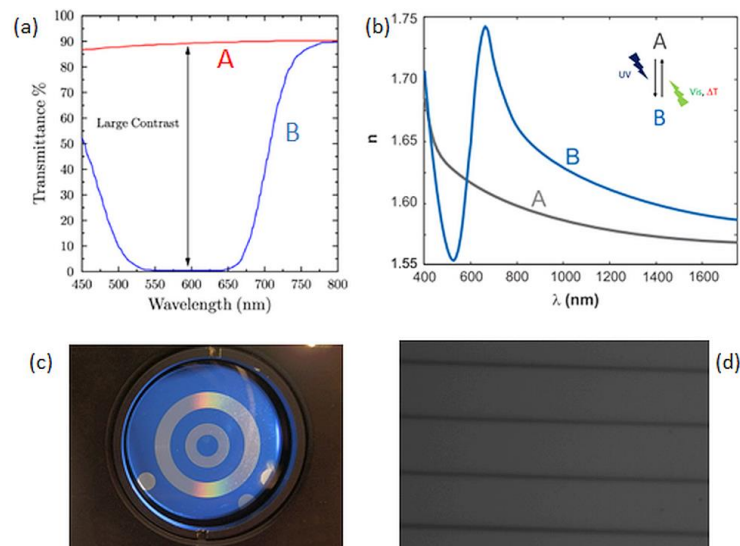 (a)
100
90
80
70
60
50
40
30
20
10
0
Transmittance %
A
Large Contrast
B
450 500 550 600 650 700 750 800
Wavelength (nm)
(b)
1.75
1.70
1.65
1.60
1.55
n
A
UV
Vis, ΔT
B
B
A
400 600 800 1000 1200 1400 1600
λ (nm)
(c)
(d)